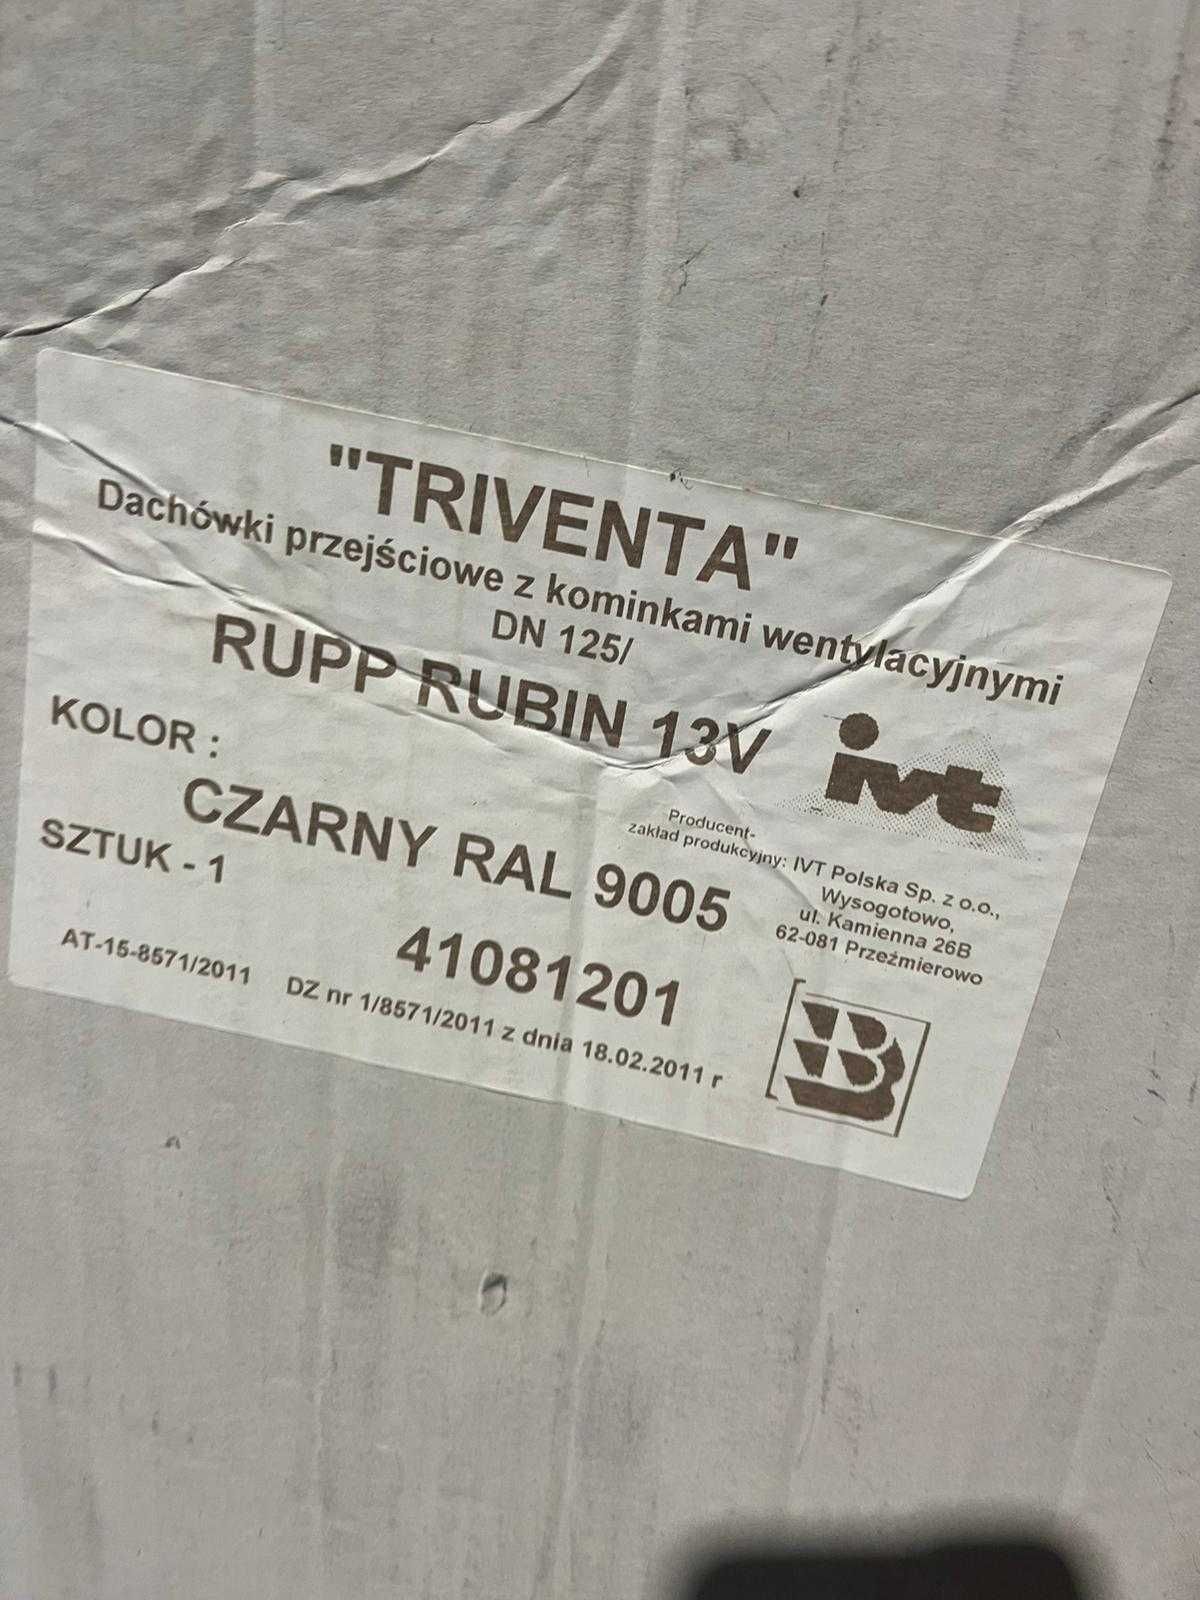 "TRIVENTA"
Dachówki przejściowe z kominkami wentylacyjnymi
DN 125/
RUPP RUBIN 13V
ivt
KOLOR :
CZARNY RAL 9005
Producent-
zakład produkcyjny: IVT Polska Sp. z o.o.,
Wysogotowo,
ul. Kamienna 26B
62-081 Przeźmierowo
SZTUK - 1
41081201
AT-15-8571/2011
DZ nr 1/8571/2011 z dnia 18.02.2011 r
B